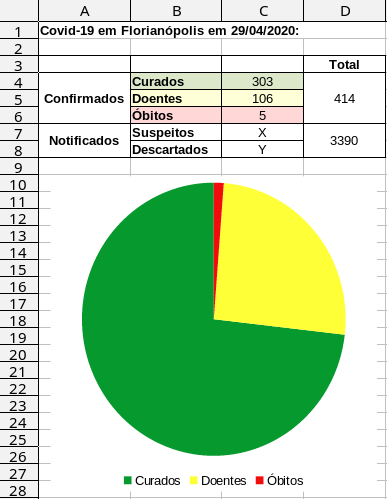 A B C D
1 Covid-19 em Florianópolis em 29/04/2020:
2
3 Total
4 Curados 303
5 Confirmados Doentes 106 414
6 Óbitos 5
7 Suspeitos X
Notificados 3390
8 Descartados Y
9
10
11
12
13
14
15
16
17
18
19
20
21
22
23
24
25
26
27
28
Curados Doentes Óbitos